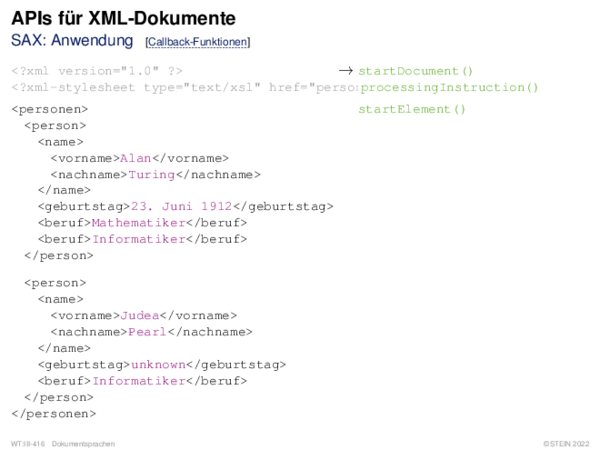 APIs für XML-Dokumente
SAX: Anwendung [Callback-Funktionen]
<?xml version="1.0" ?> → startDocument()
<?xml-stylesheet type="text/xsl" href="perso processingInstruction()
<personen> startElement()
<person>
<name>
<vorname>Alan</vorname>
<nachname>Turing</nachname>
</name>
<geburtstag>23. Juni 1912</geburtstag>
<beruf>Mathematiker</beruf>
<beruf>Informatiker</beruf>
</person>
<person>
<name>
<vorname>Judea</vorname>
<nachname>Pearl</nachname>
</name>
<geburtstag>unknown</geburtstag>
<beruf>Informatiker</beruf>
</person>
</personen>
WT:III-416 Dokumentsprachen ©STEIN 2022